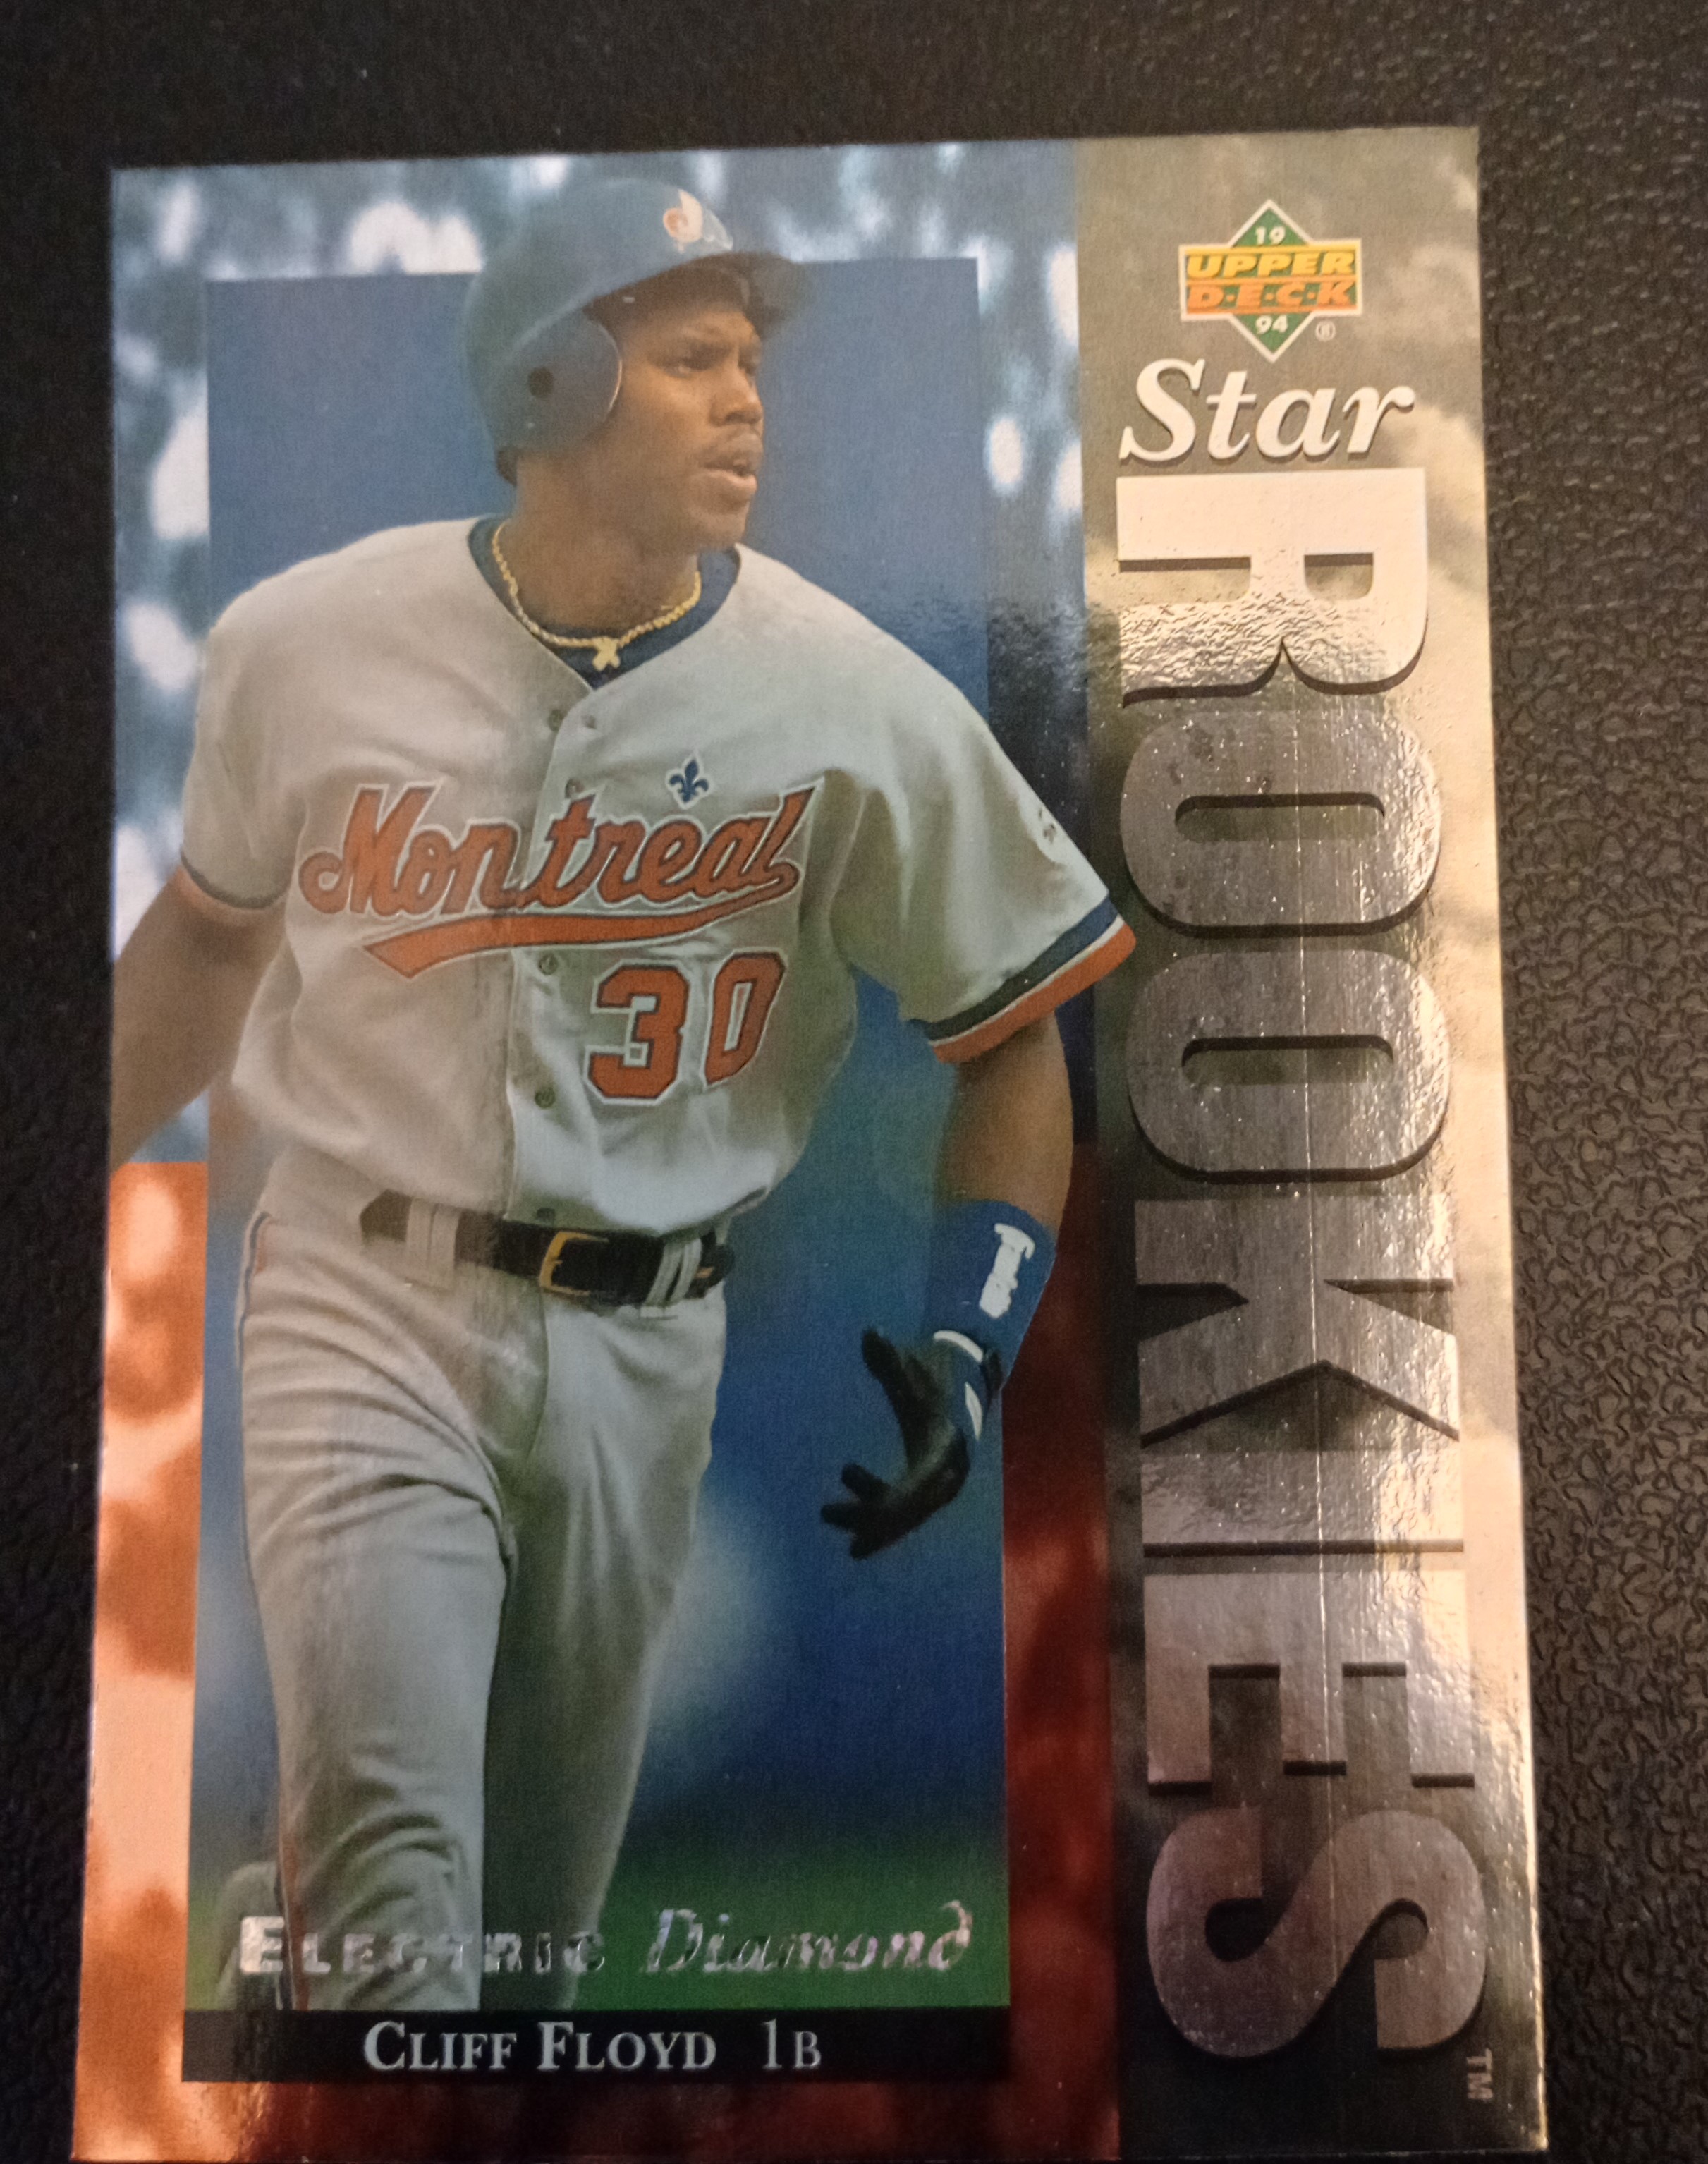 19
UPPER
D·E·C·K
94 ®
Star
ROOKIES
TM
Montreal
30
ELECTRIC Diamond
CLIFF FLOYD 1B